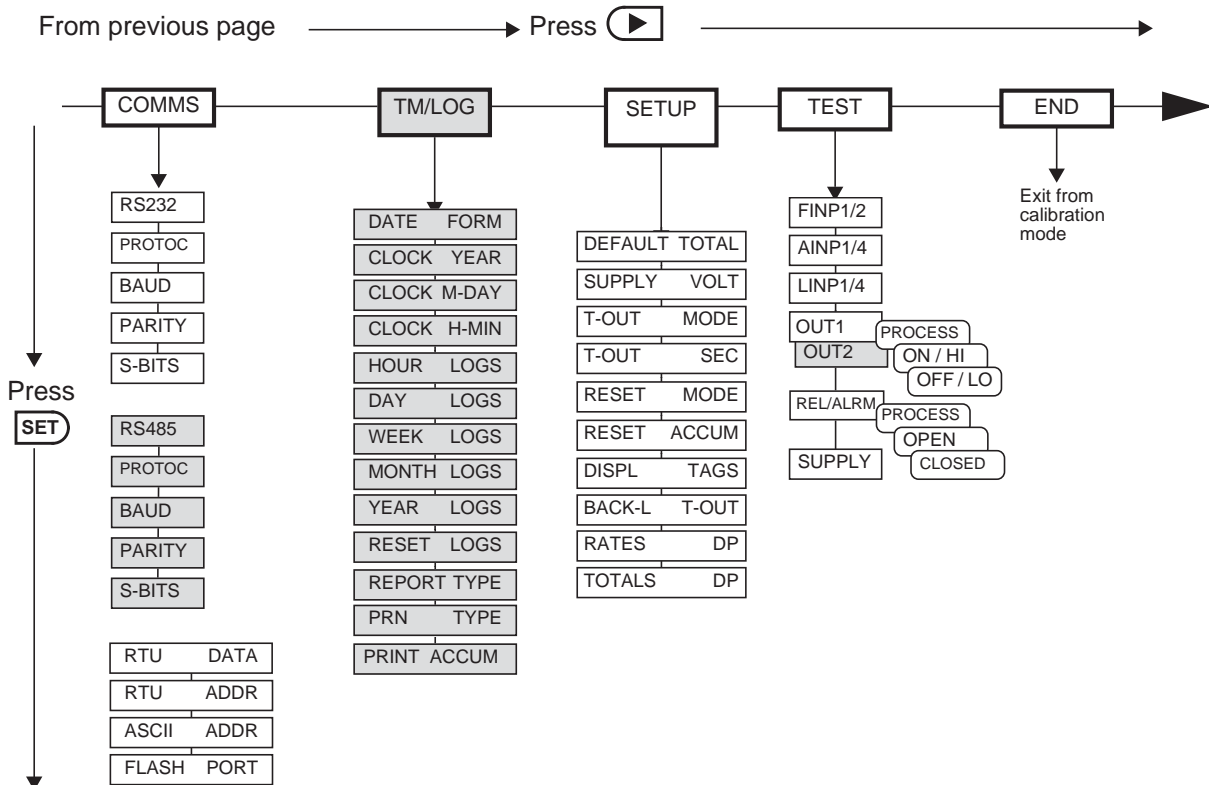 From previous page
Press
COMMS
TM/LOG
SETUP
TEST
END
RS232
PROTOC
BAUD
PARITY
S-BITS
RS485
PROTOC
BAUD
PARITY
S-BITS
RTU DATA
RTU ADDR
ASCII ADDR
FLASH PORT
DATE FORM
CLOCK YEAR
CLOCK M-DAY
CLOCK H-MIN
HOUR LOGS
DAY LOGS
WEEK LOGS
MONTH LOGS
YEAR LOGS
RESET LOGS
REPORT TYPE
PRN TYPE
PRINT ACCUM
DEFAULT TOTAL
SUPPLY VOLT
T-OUT MODE
T-OUT SEC
RESET MODE
RESET ACCUM
DISPL TAGS
BACK-L T-OUT
RATES DP
TOTALS DP
FINP1/2
AINP1/4
LINP1/4
OUT1
OUT2
PROCESS
ON / HI
OFF / LO
REL/ALRM
PROCESS
OPEN
CLOSED
SUPPLY
Exit from
calibration
mode
Press
SET